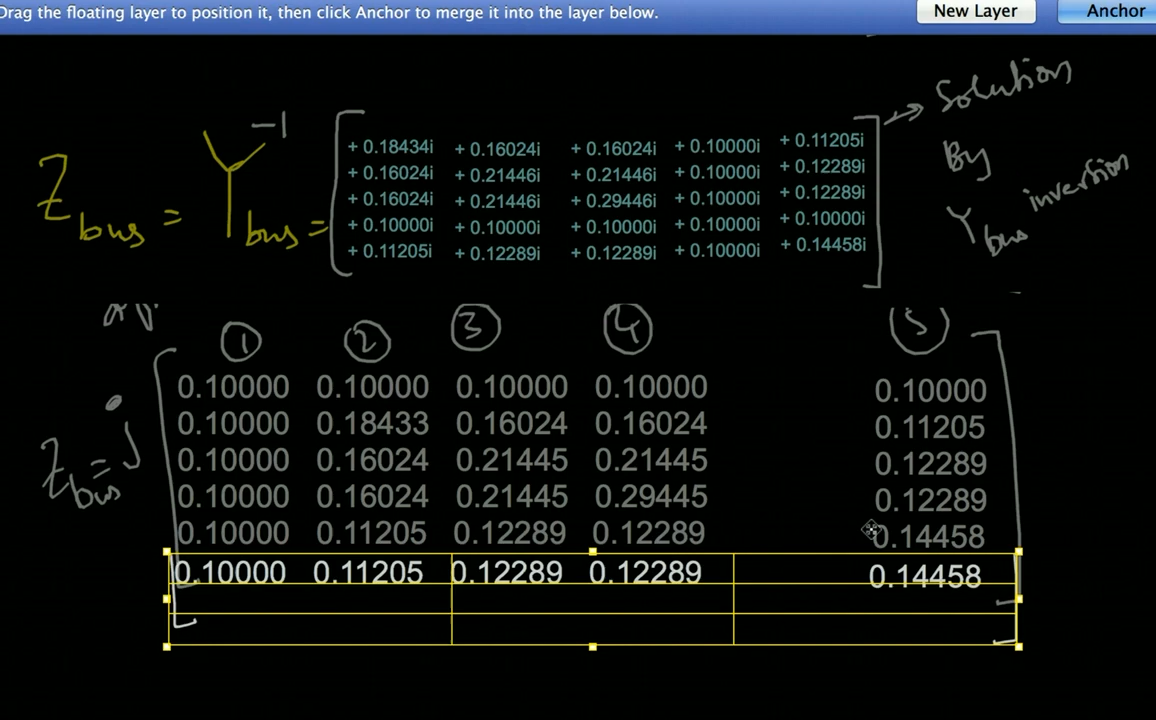 Drag the floating layer to position it, then click Anchor to merge it into the layer below.
New Layer
Anchor
Z bus = Y bus -1 =
+ 0.18434i + 0.16024i + 0.16024i + 0.10000i + 0.11205i
+ 0.16024i + 0.21446i + 0.21446i + 0.10000i + 0.12289i
+ 0.16024i + 0.21446i + 0.29446i + 0.10000i + 0.12289i
+ 0.10000i + 0.10000i + 0.10000i + 0.10000i + 0.10000i
+ 0.11205i + 0.12289i + 0.12289i + 0.10000i + 0.14458i
→ Solution
By
Y bus inversion
1 2 3 4 5
Z bus = j
0.10000 0.10000 0.10000 0.10000 0.10000
0.10000 0.18433 0.16024 0.16024 0.11205
0.10000 0.16024 0.21445 0.21445 0.12289
0.10000 0.16024 0.21445 0.29445 0.12289
0.10000 0.11205 0.12289 0.12289 0.14458
0.10000 0.11205 0.12289 0.12289 0.14458